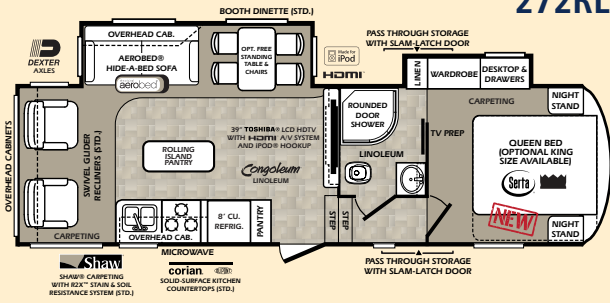 272RL
BOOTH DINETTE (STD.)
PASS THROUGH STORAGE
WITH SLAM-LATCH DOOR
DEXTER
AXLES
OVERHEAD CAB.
AEROBED®
HIDE-A-BED SOFA
aerobed
OPT. FREE
STANDING
TABLE &
CHAIRS
Made for
iPod
HDMI
LINEN
WARDROBE
DESKTOP &
DRAWERS
CARPETING
NIGHT
STAND
OVERHEAD CABINETS
SWIVEL GLIDER
RECLINERS (STD.)
ROLLING
ISLAND
PANTRY
39" TOSHIBA® LCD HDTV
WITH HDMI A/V SYSTEM
AND IPOD® HOOKUP
Congoleum
LINOLEUM
ROUNDED
DOOR
SHOWER
LINOLEUM
TV PREP
QUEEN BED
(OPTIONAL KING
SIZE AVAILABLE)
Serta
NEW
NIGHT
STAND
8' CU.
REFRIG.
PANTRY
STEP
STEP
OVERHEAD CAB.
CARPETING
MICROWAVE
PASS THROUGH STORAGE
WITH SLAM-LATCH DOOR
Shaw
SHAW® CARPETING
WITH R2X™ STAIN & SOIL
RESISTANCE SYSTEM (STD.)
corian
SOLID-SURFACE KITCHEN
COUNTERTOPS (STD.)